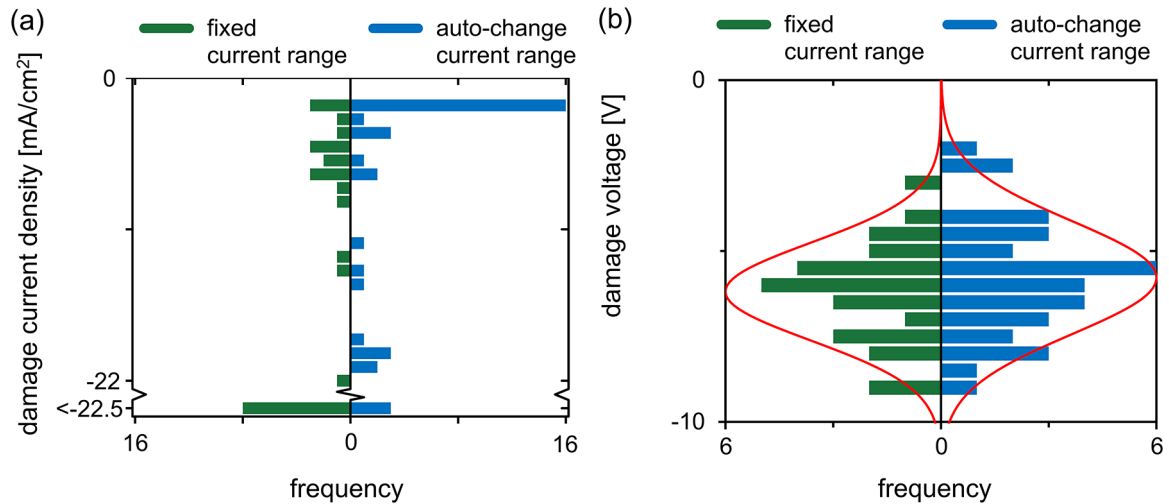 (a)
fixed
current range
auto-change
current range
damage current density [mA/cm²]
0
-22
<-22.5
16
0
16
frequency
(b)
fixed
current range
auto-change
current range
damage voltage [V]
0
-10
6
0
6
frequency